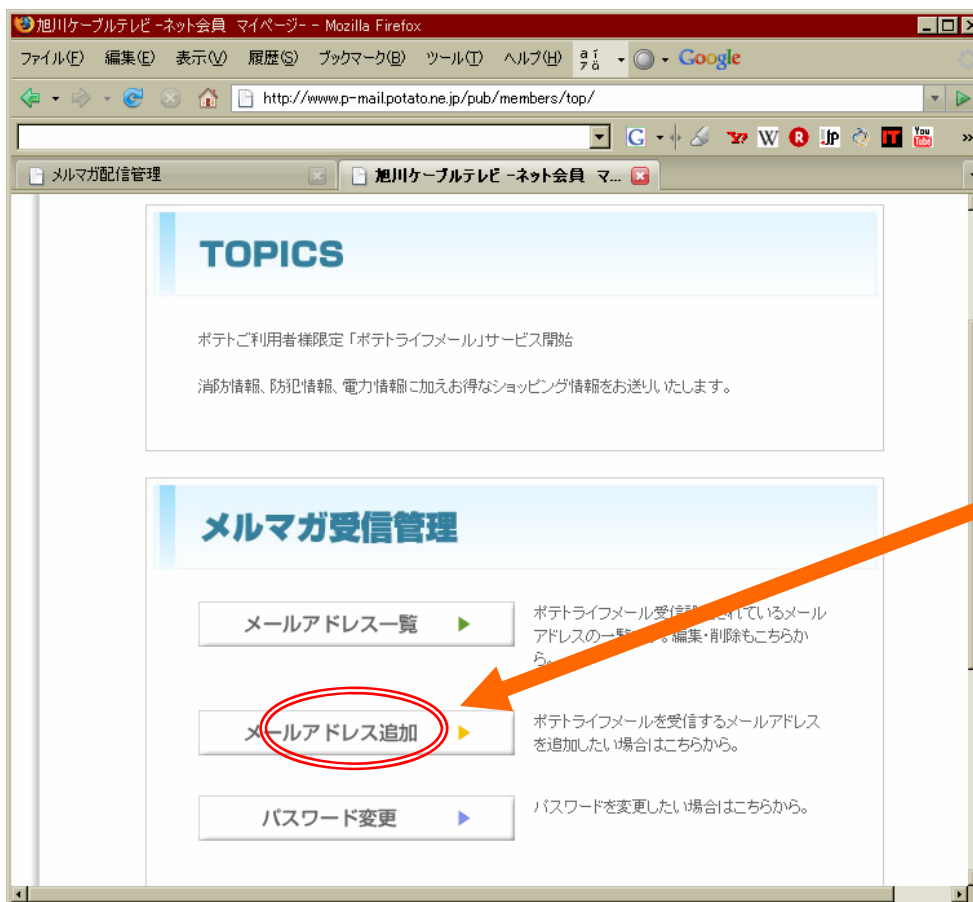 旭川ケーブルテレビ -ネット会員 マイページ- - Mozilla Firefox
ファイル(F) 編集(E) 表示(V) 履歴(S) ブックマーク(B) ツール(T) ヘルプ(H) Google
http://www.p-mail.potato.ne.jp/pub/members/top/
メルマガ配信管理 旭川ケーブルテレビ -ネット会員 マ...
TOPICS
ポテトご利用者様限定「ポテトライフメール」サービス開始
消防情報、防犯情報、電力情報に加えお得なショッピング情報をお送りいたします。
メルマガ受信管理
メールアドレス一覧
ポテトライフメール受信 されているメール
アドレスの一 。編集・削除もこちらか
ら。
メールアドレス追加
ポテトライフメールを受信するメールアドレス
を追加したい場合はこちらから。
パスワード変更
パスワードを変更したい場合はこちらから。